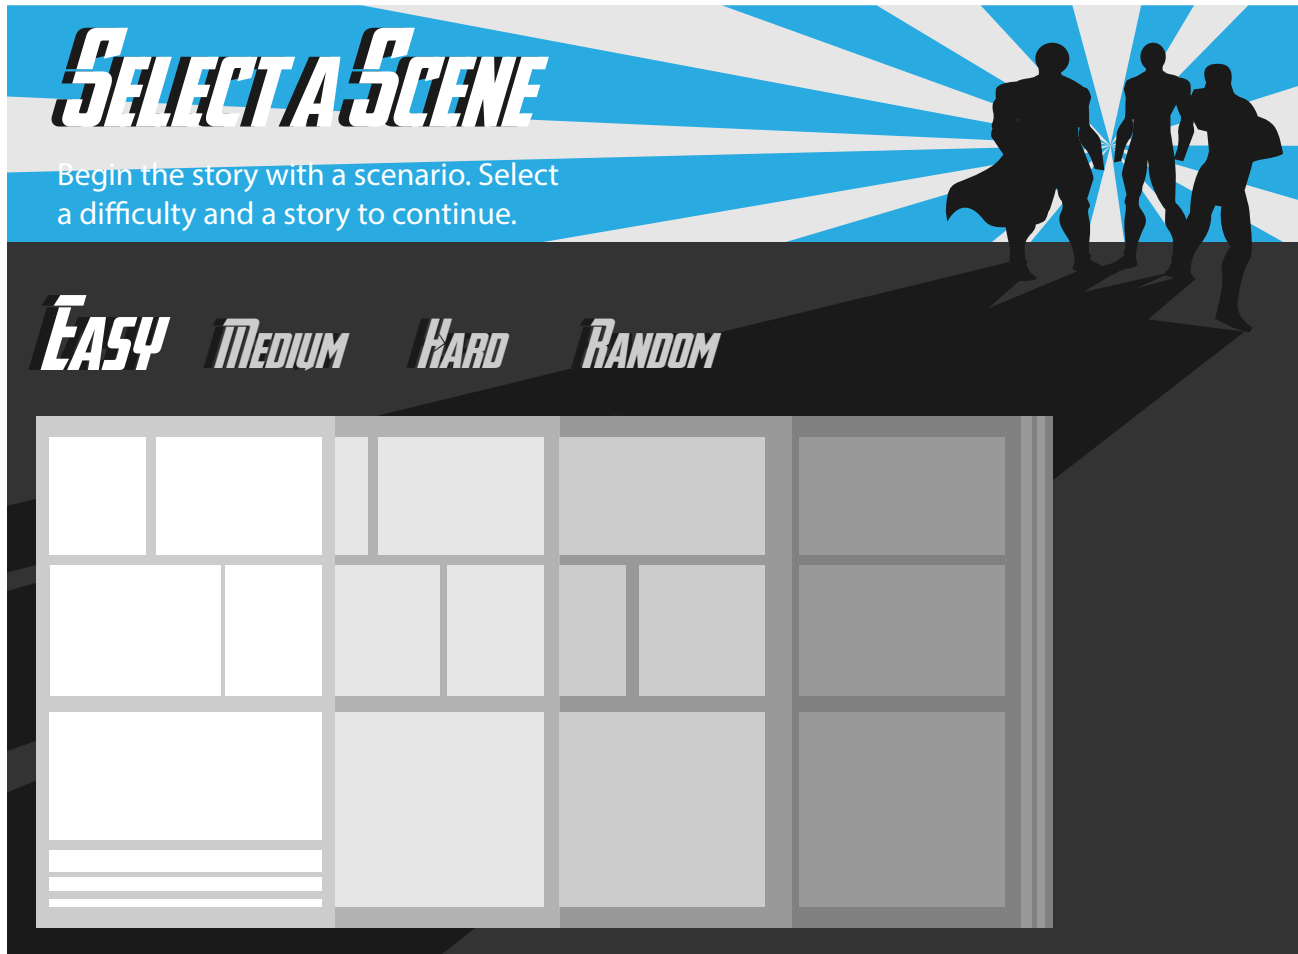 Select a Scene
Begin the story with a scenario. Select
a difficulty and a story to continue.
Easy Medium Hard Random